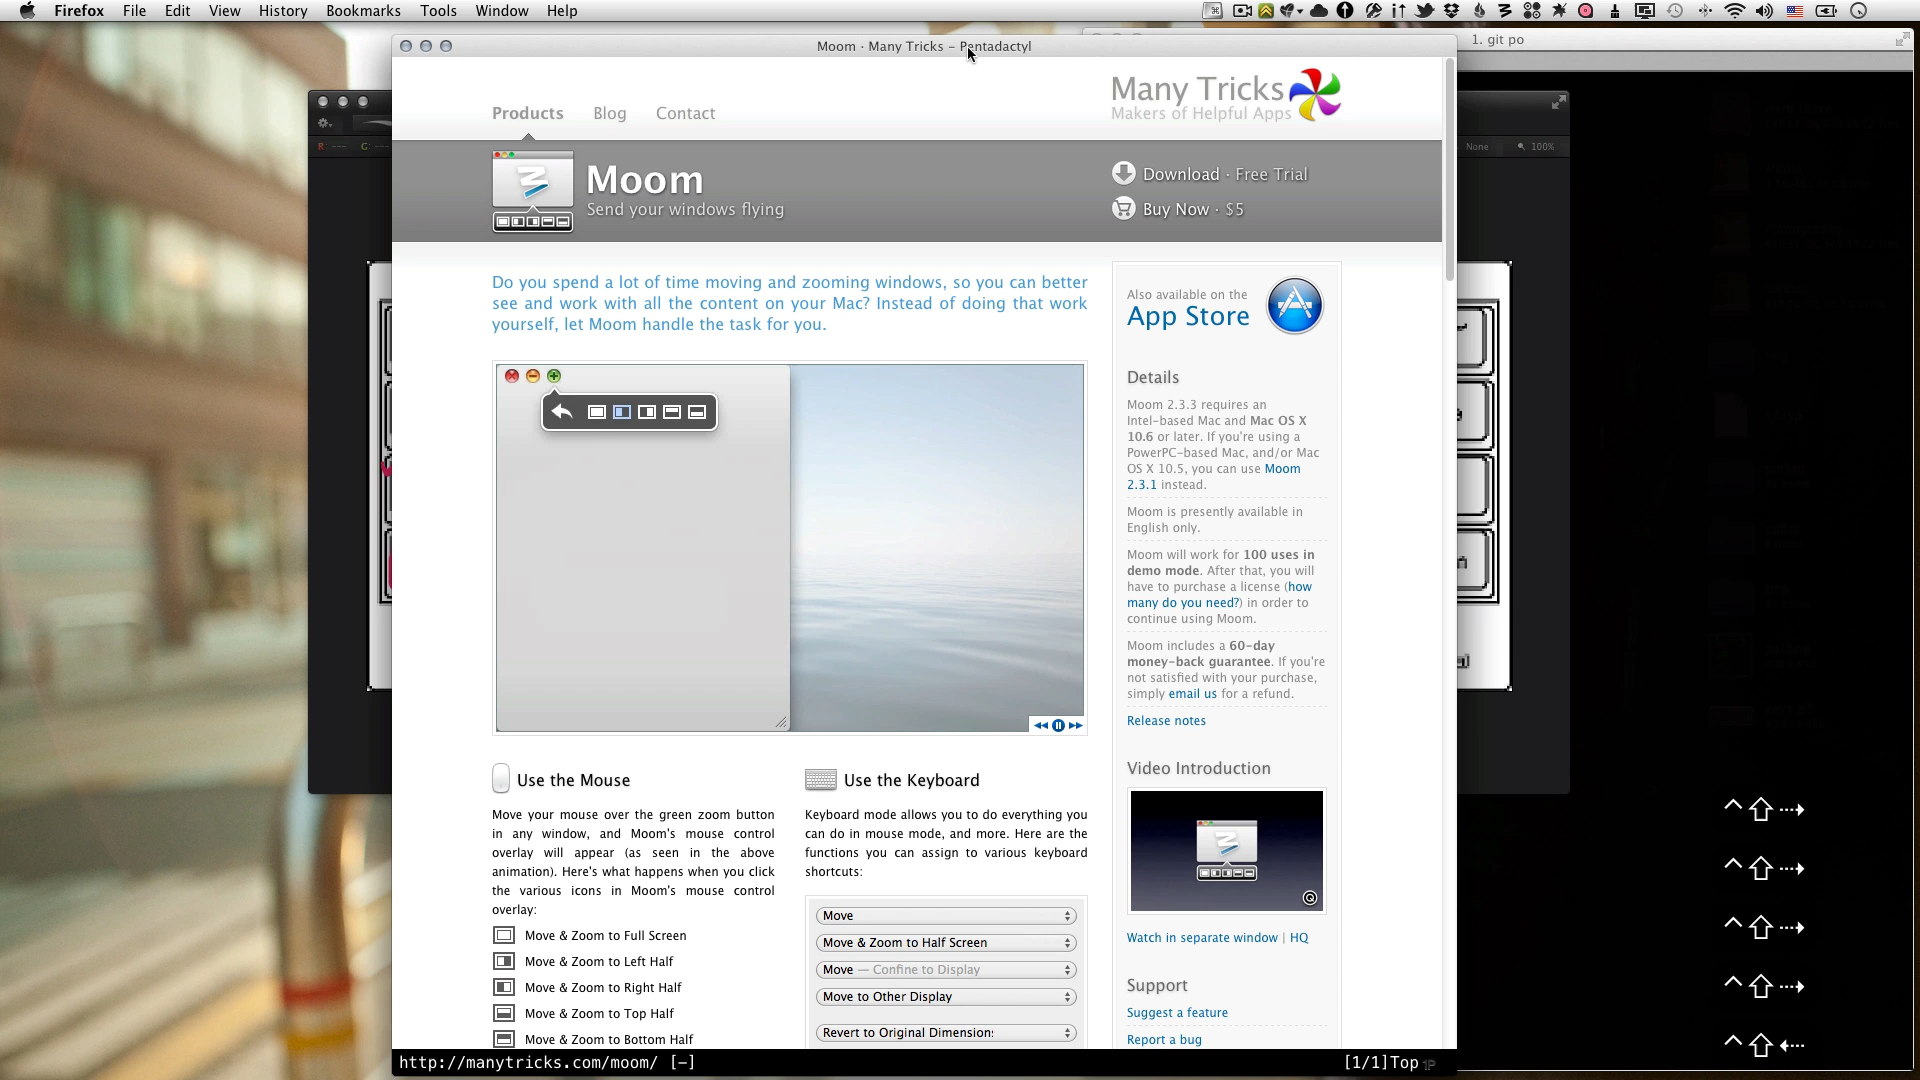 Firefox File Edit View History Bookmarks Tools Window Help
1. git po
Moom · Many Tricks – Pentadactyl
Products Blog Contact
Many Tricks
Makers of Helpful Apps
R: --- G: ---
None 100%
Moom
Send your windows flying
Download · Free Trial
Buy Now · $5
Do you spend a lot of time moving and zooming windows, so you can better
see and work with all the content on your Mac? Instead of doing that work
yourself, let Moom handle the task for you.
Also available on the
App Store
Details
Moom 2.3.3 requires an
Intel-based Mac and Mac OS X
10.6 or later. If you're using a
PowerPC-based Mac, and/or Mac
OS X 10.5, you can use Moom
2.3.1 instead.
Moom is presently available in
English only.
Moom will work for 100 uses in
demo mode. After that, you will
have to purchase a license (how
many do you need?) in order to
continue using Moom.
Moom includes a 60-day
money-back guarantee. If you're
not satisfied with your purchase,
simply email us for a refund.
Release notes
Video Introduction
Watch in separate window | HQ
Support
Suggest a feature
Report a bug
Use the Mouse
Move your mouse over the green zoom button
in any window, and Moom's mouse control
overlay will appear (as seen in the above
animation). Here's what happens when you click
the various icons in Moom's mouse control
overlay:
Move & Zoom to Full Screen
Move & Zoom to Left Half
Move & Zoom to Right Half
Move & Zoom to Top Half
Move & Zoom to Bottom Half
Use the Keyboard
Keyboard mode allows you to do everything you
can do in mouse mode, and more. Here are the
functions you can assign to various keyboard
shortcuts:
Move
Move & Zoom to Half Screen
Move — Confine to Display
Move to Other Display
Revert to Original Dimensions
http://manytricks.com/moom/ [-]
[1/1]Top
^⇧⇢
^⇧⇢
^⇧⇢
^⇧⇢
^⇧⇠